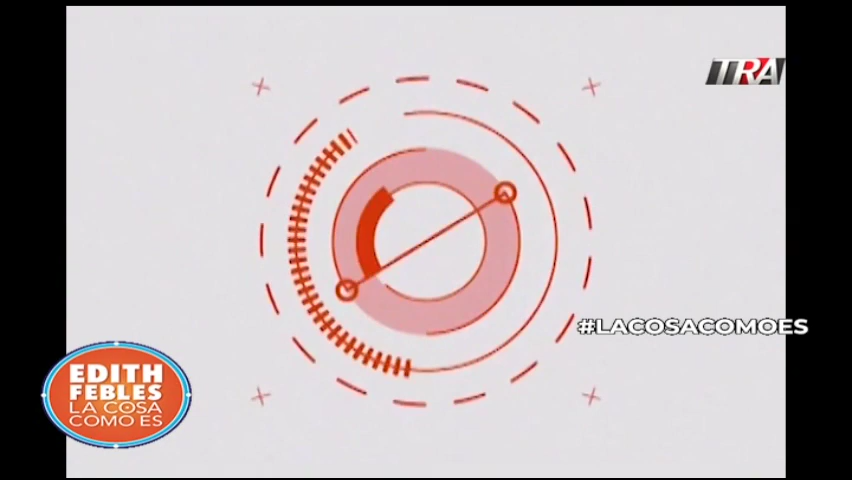 TRA
#LACOSACOMOES
EDITH
FEBLES
LA COSA
COMO ES